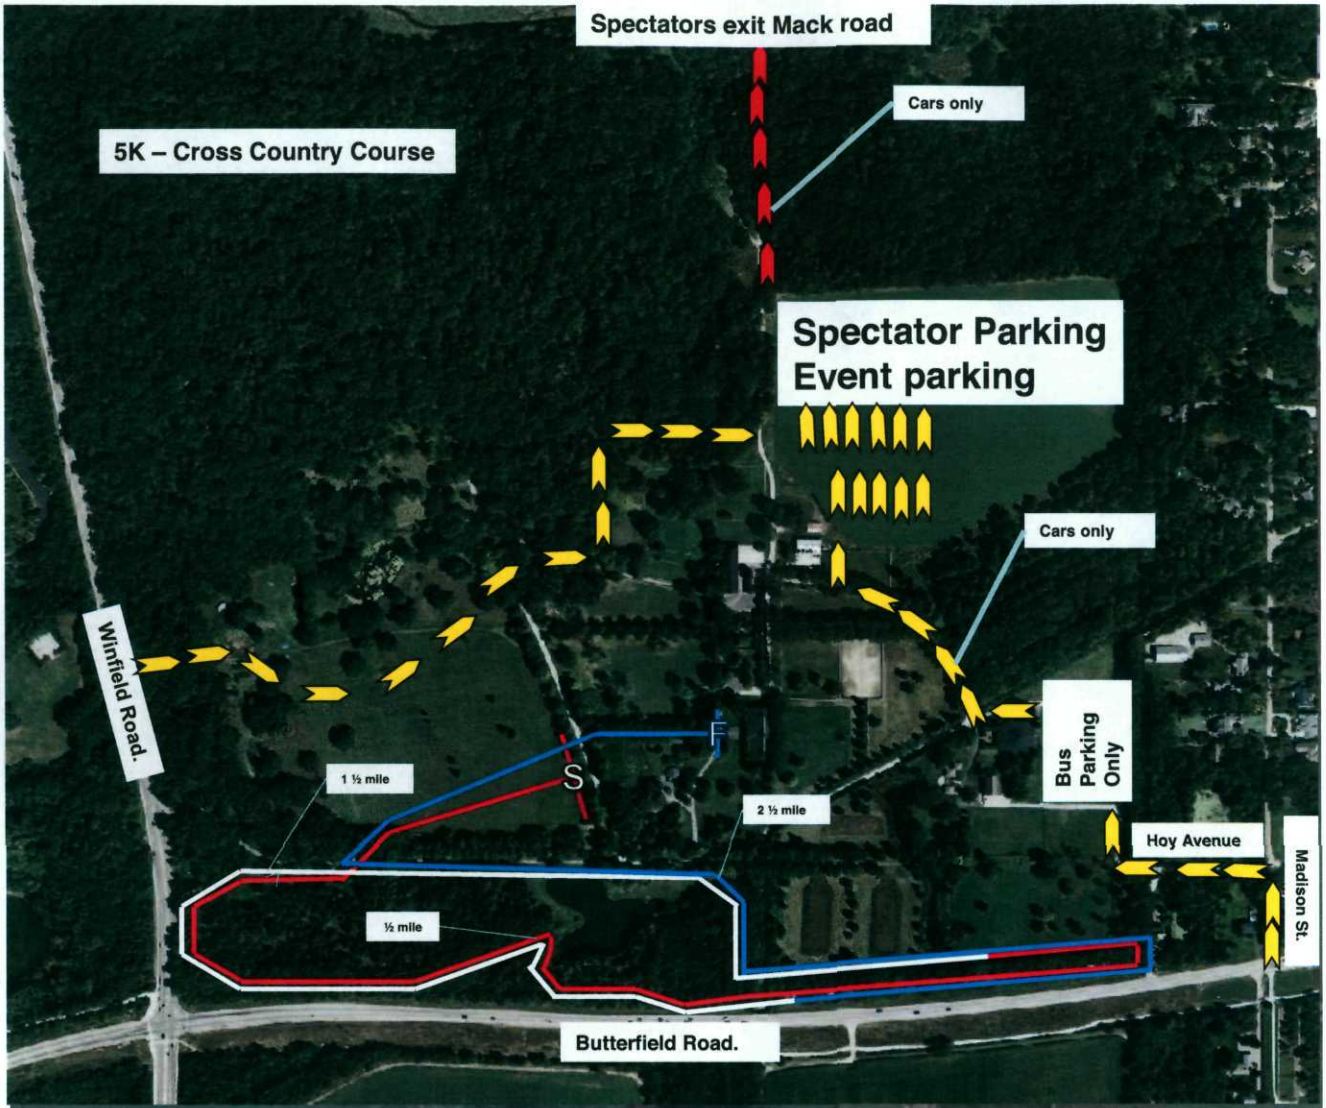 Spectators exit Mack road
Cars only
5K – Cross Country Course
Spectator Parking
Event parking
Cars only
Winfield Road.
Bus
Parking
Only
F
S
1 ½ mile
2 ½ mile
Hoy Avenue
Madison St.
½ mile
Butterfield Road.